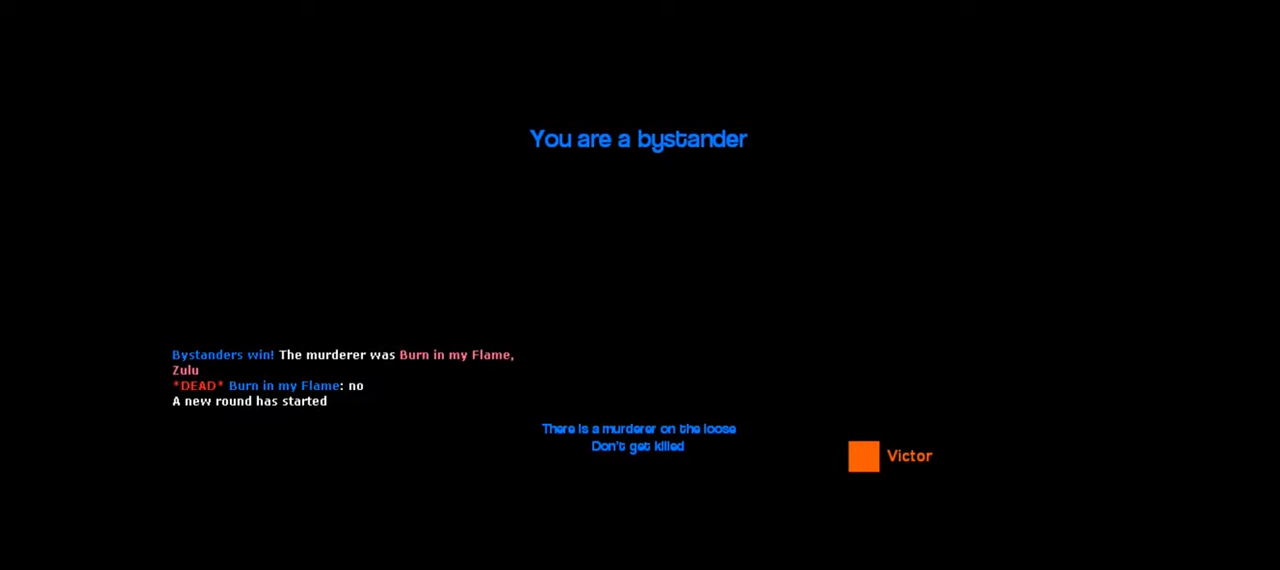 You are a bystander
Bystanders win! The murderer was Burn in my Flame,
Zulu
*DEAD* Burn in my Flame: no
A new round has started
There is a murderer on the loose
Don't get killed
Victor